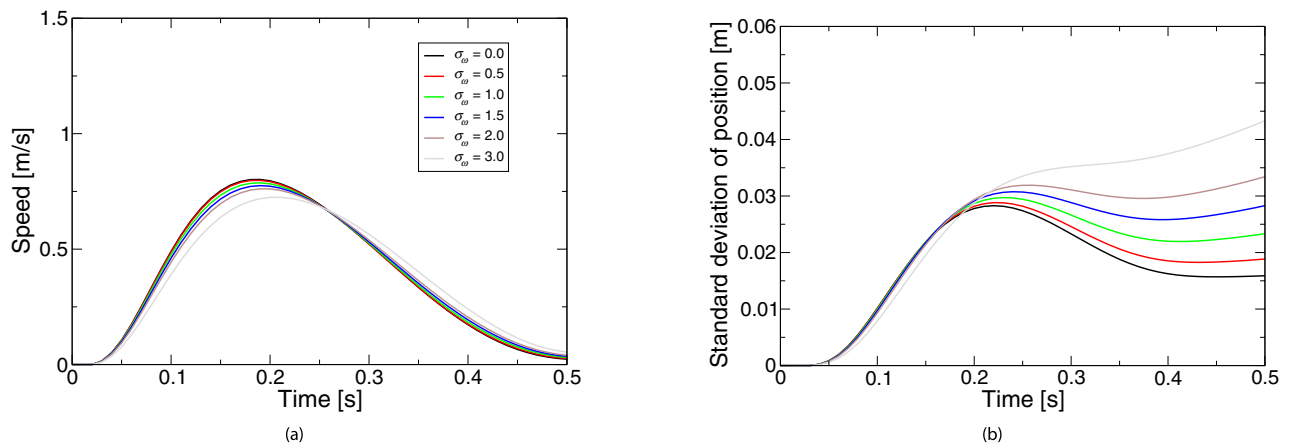 1.5
1
0.5
0
Speed [m/s]
σω = 0.0
σω = 0.5
σω = 1.0
σω = 1.5
σω = 2.0
σω = 3.0
0 0.1 0.2 0.3 0.4 0.5
Time [s]
(a)
0.06
0.05
0.04
0.03
0.02
0.01
0
Standard deviation of position [m]
0 0.1 0.2 0.3 0.4 0.5
Time [s]
(b)